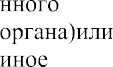 нного
органа)или
иное